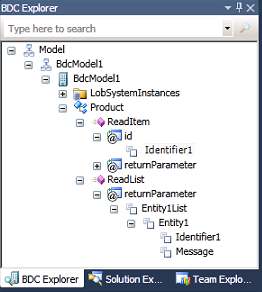 BDC Explorer
Type here to search
Model
BdcModel1
BdcModel1
LobSystemInstances
Product
ReadItem
id
Identifier1
returnParameter
ReadList
returnParameter
Entity1List
Entity1
Identifier1
Message
BDC Explorer Solution Ex... Team Explo...